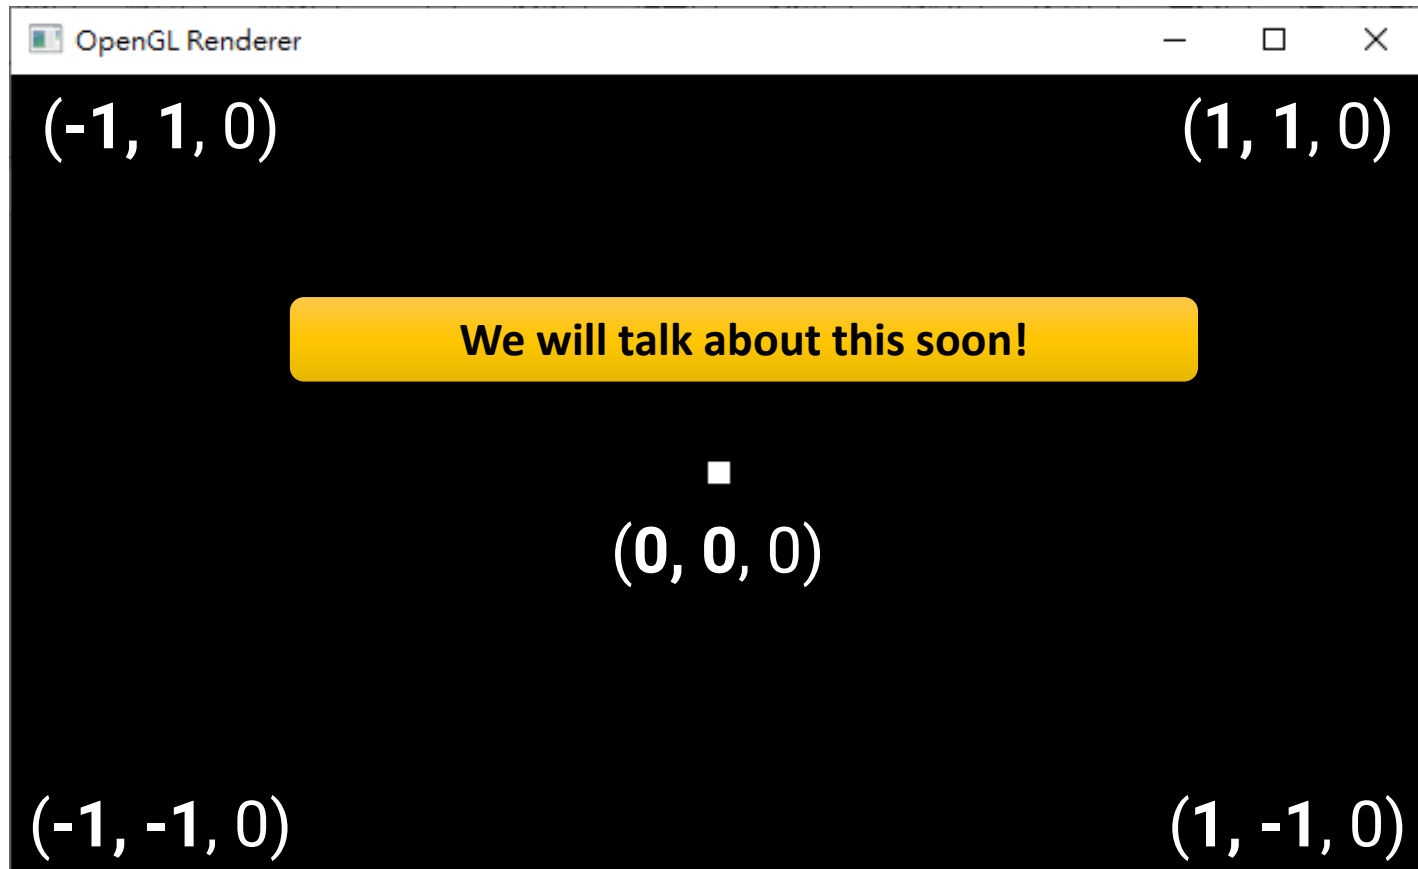 OpenGL Renderer
(-1, 1, 0)
(1, 1, 0)
We will talk about this soon!
(0, 0, 0)
(-1, -1, 0)
(1, -1, 0)